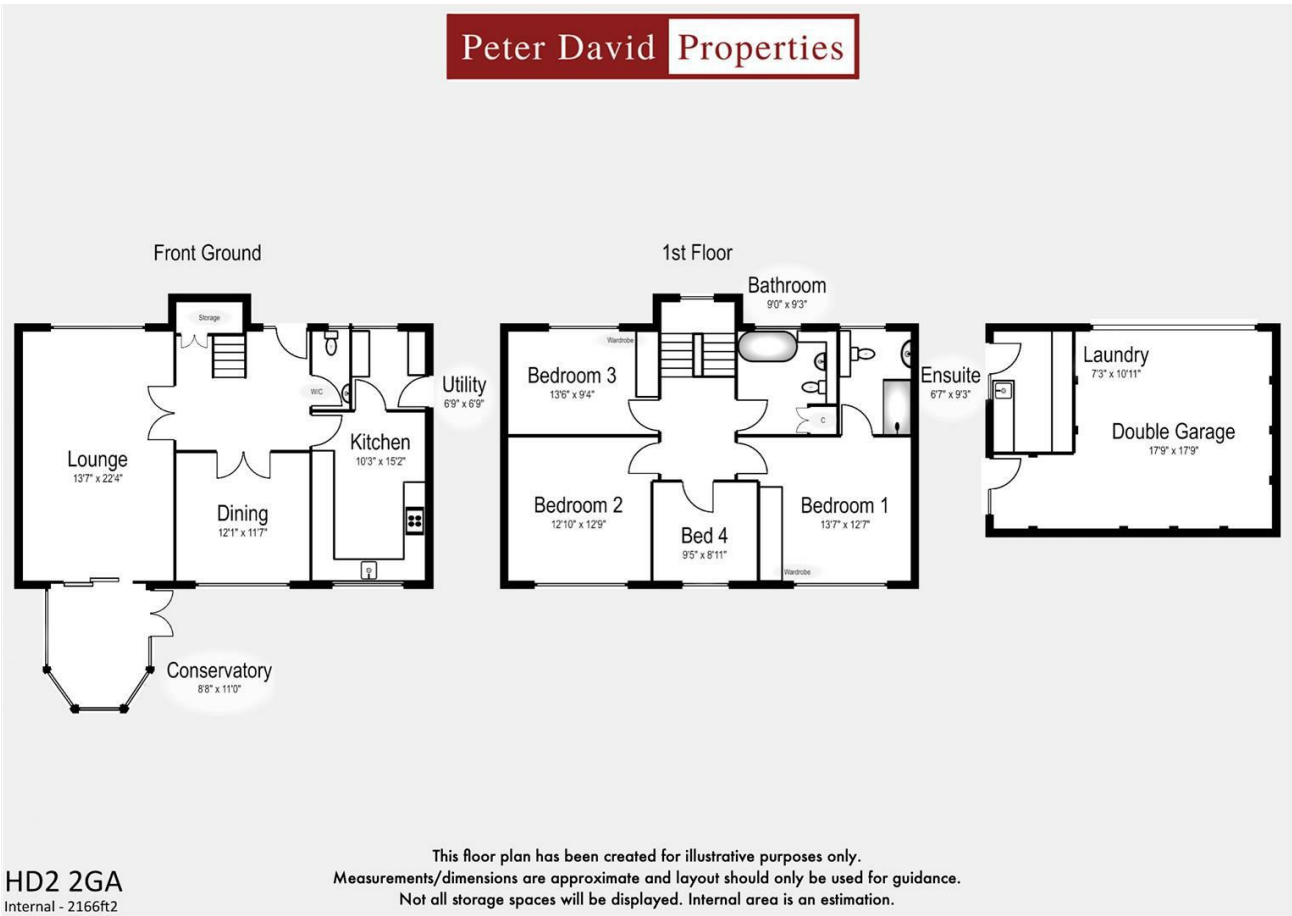 Peter David Properties
Front Ground
Storage
W/C
Utility
6'9" x 6'9"
Kitchen
10'3" x 15'2"
Lounge
13'7" x 22'4"
Dining
12'1" x 11'7"
Conservatory
8'8" x 11'0"
1st Floor
Bathroom
9'0" x 9'3"
Wardrobe
Bedroom 3
13'6" x 9'4"
C
Ensuite
6'7" x 9'3"
Bedroom 2
12'10" x 12'9"
Bed 4
9'5" x 8'11"
Bedroom 1
13'7" x 12'7"
Wardrobe
Laundry
7'3" x 10'11"
Double Garage
17'9" x 17'9"
HD2 2GA
Internal - 2166ft2
This floor plan has been created for illustrative purposes only.
Measurements/dimensions are approximate and layout should only be used for guidance.
Not all storage spaces will be displayed. Internal area is an estimation.